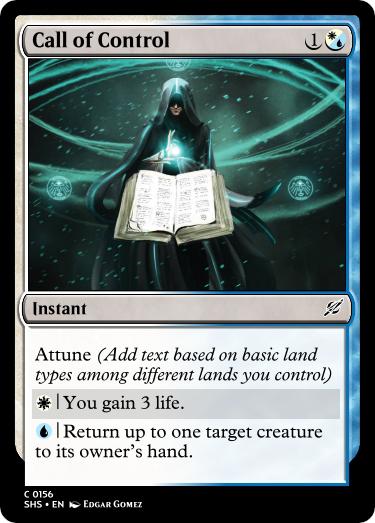 Call of Control 1
Instant
Attune (Add text based on basic land
types among different lands you control)
You gain 3 life.
Return up to one target creature
to its owner's hand.
C 0156
SHS • EN Edgar Gomez